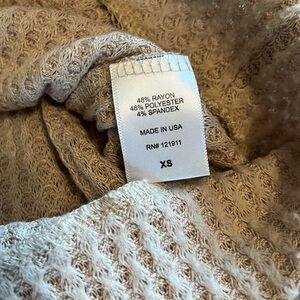 48% RAYON
48% POLYESTER
4% SPANDEX
MADE IN USA
RN# 121911
XS